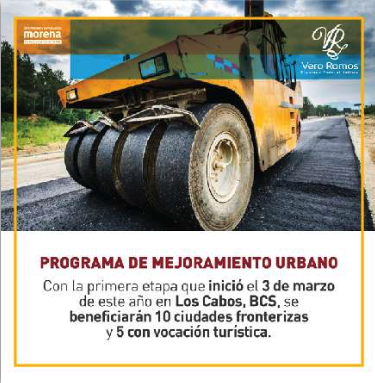 morena
VR
Vero Ramos
PROGRAMA DE MEJORAMIENTO URBANO
Con la primera etapa que inició el 3 de marzo
de este año en Los Cabos, BCS, se
beneficiarán 10 ciudades fronterizas
y 5 con vocación turística.